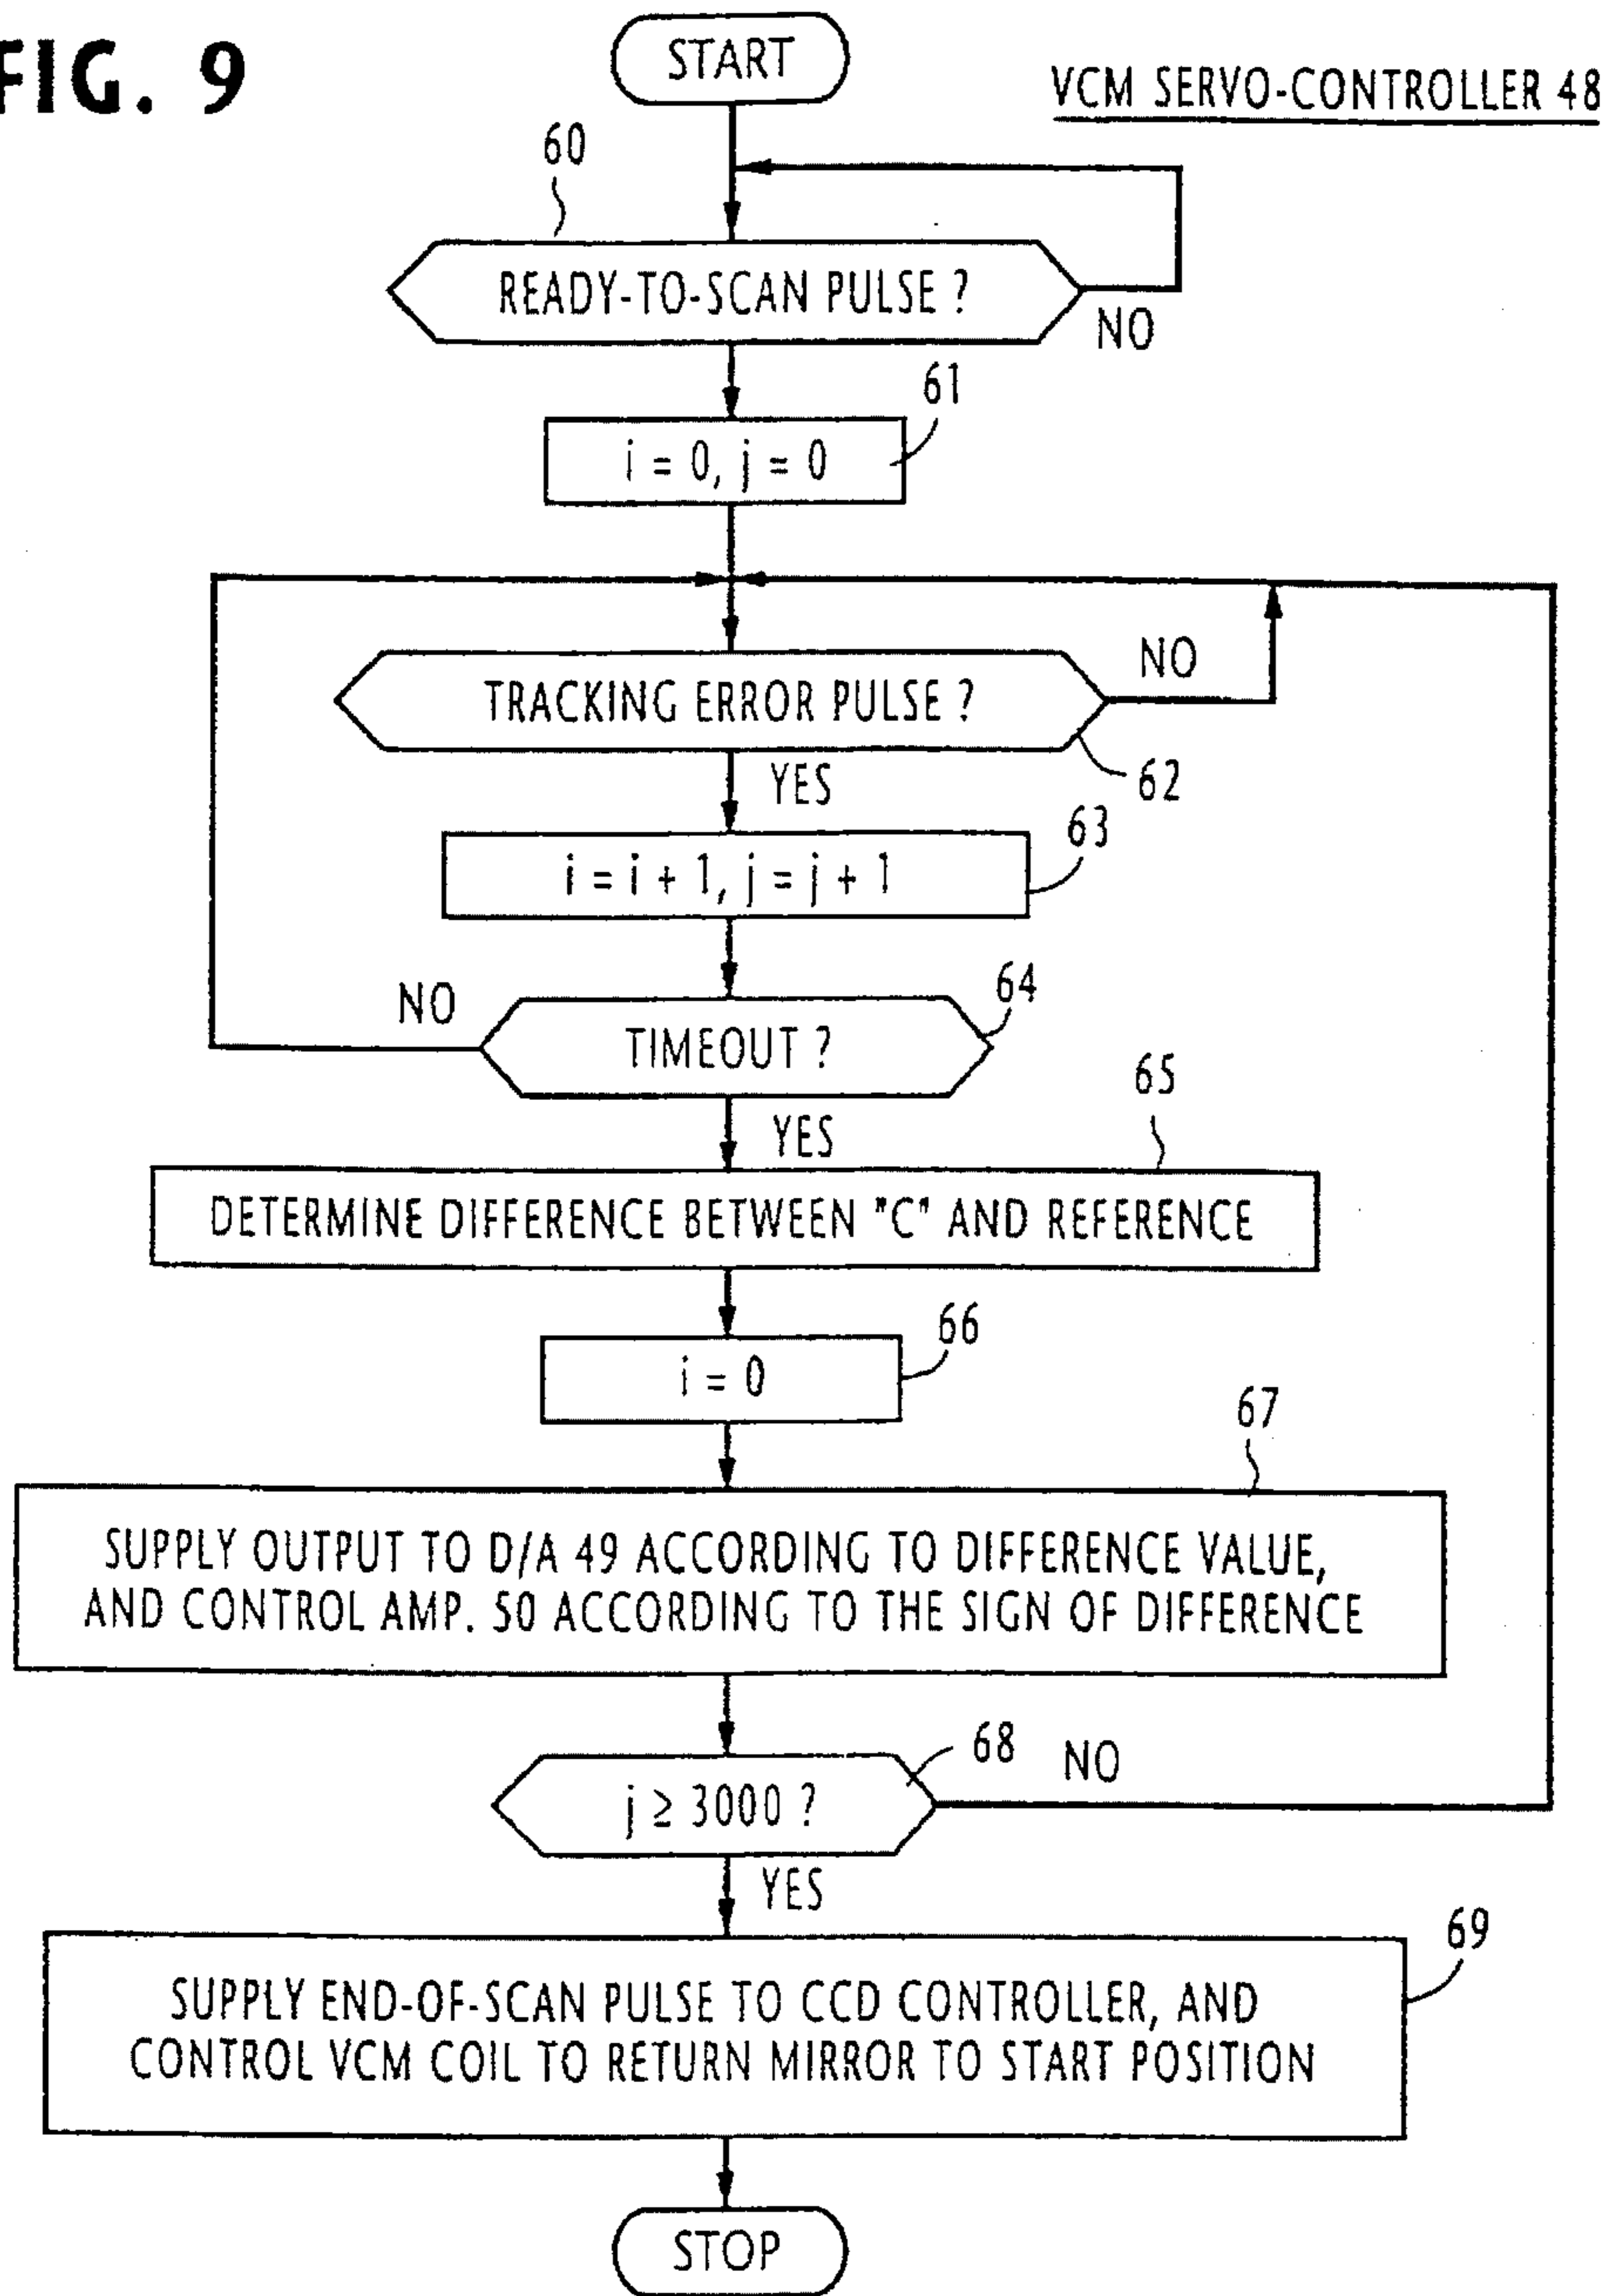 FIG. 9
START
VCM SERVO-CONTROLLER 48
60
READY-TO-SCAN PULSE ?
NO
61
i = 0, j = 0
NO
TRACKING ERROR PULSE ?
62
YES
63
i = i + 1, j = j + 1
NO
64
TIMEOUT ?
65
YES
DETERMINE DIFFERENCE BETWEEN "C" AND REFERENCE
66
i = 0
67
SUPPLY OUTPUT TO D/A 49 ACCORDING TO DIFFERENCE VALUE,
AND CONTROL AMP. 50 ACCORDING TO THE SIGN OF DIFFERENCE
68
NO
j ≥ 3000 ?
YES
69
SUPPLY END-OF-SCAN PULSE TO CCD CONTROLLER, AND
CONTROL VCM COIL TO RETURN MIRROR TO START POSITION
STOP